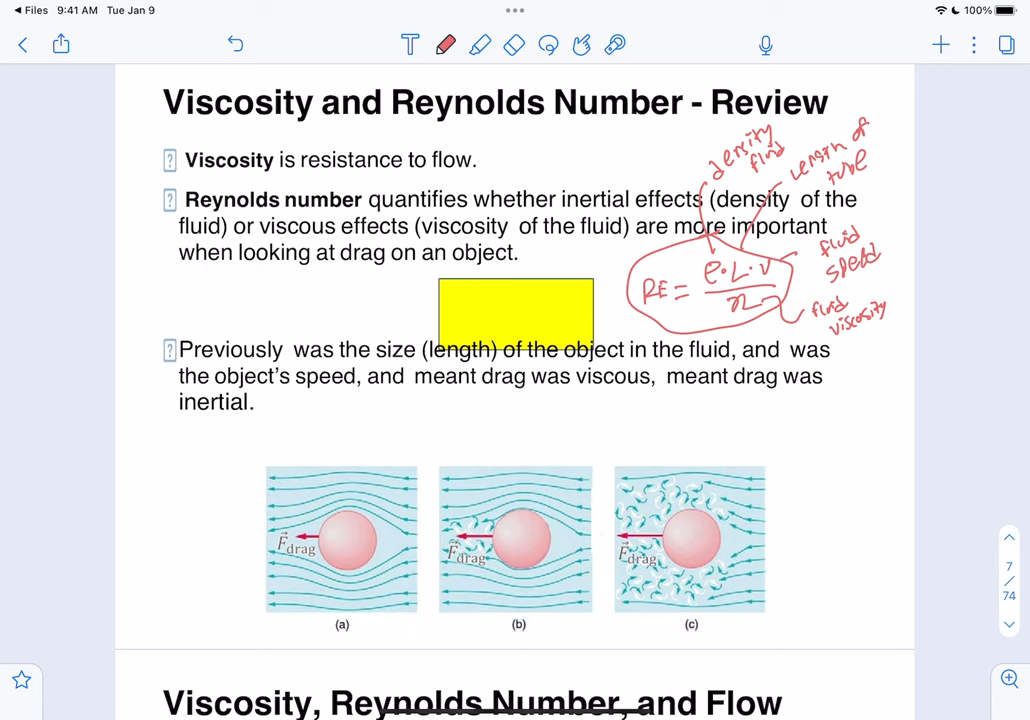 Files 9:41 AM Tue Jan 9
100%
Viscosity and Reynolds Number - Review
Viscosity is resistance to flow.
Reynolds number quantifies whether inertial effects (density of the
fluid) or viscous effects (viscosity of the fluid) are more important
when looking at drag on an object.
density
fluid
Length of
tube
RE = ρ·L·v / η
fluid
speed
fluid
viscosity
Previously was the size (length) of the object in the fluid, and was
the object's speed, and meant drag was viscous, meant drag was
inertial.
F drag
F drag
F drag
(a)
(b)
(c)
7
/
74
Viscosity, Reynolds Number, and Flow